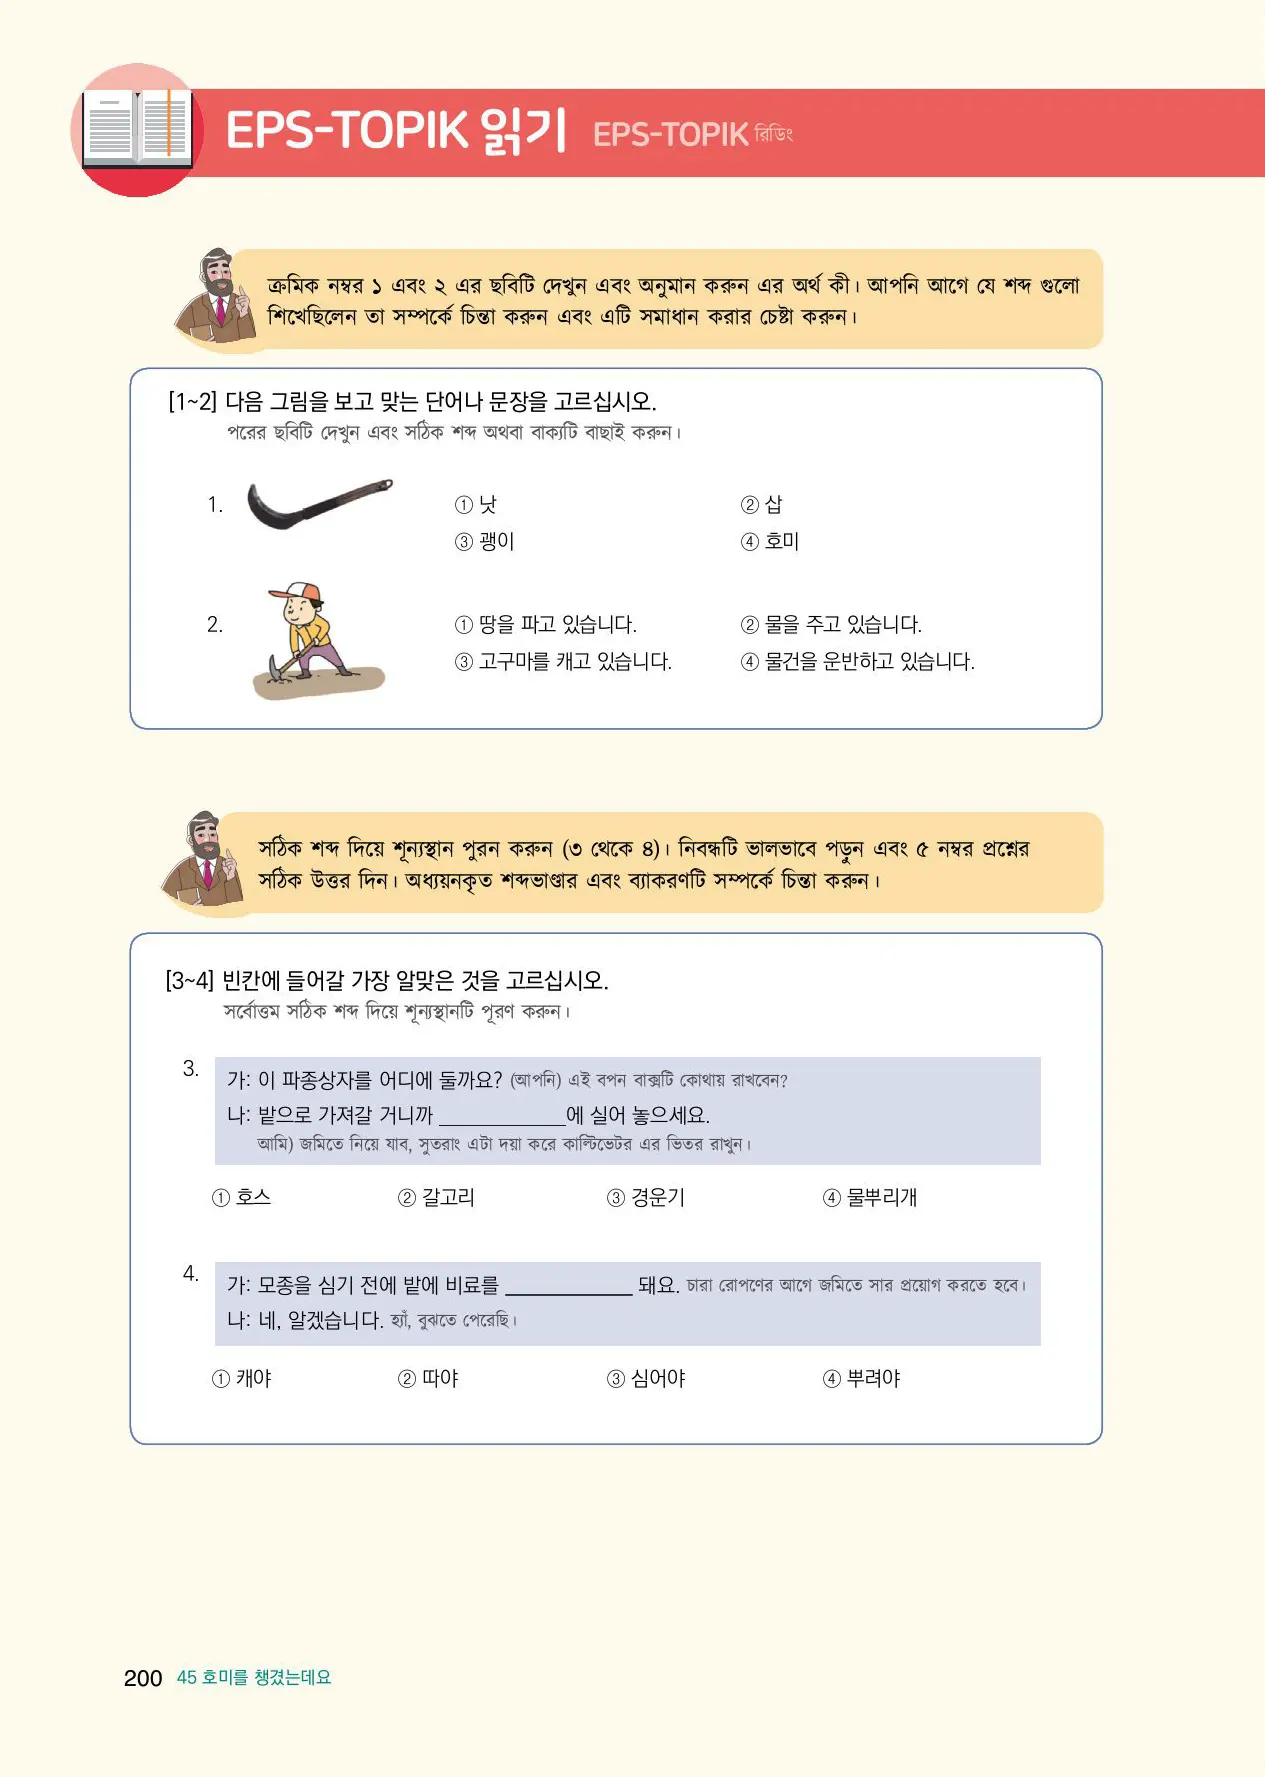 EPS-TOPIK 읽기 EPS-TOPIK রিডিং
ক্রমিক নম্বর ১ এবং ২ এর ছবিটি দেখুন এবং অনুমান করুন এর অর্থ কী। আপনি আগে যে শব্দ গুলো
শিখেছিলেন তা সম্পর্কে চিন্তা করুন এবং এটি সমাধান করার চেষ্টা করুন।
[1~2] 다음 그림을 보고 맞는 단어나 문장을 고르십시오.
পরের ছবিটি দেখুন এবং সঠিক শব্দ অথবা বাক্যটি বাছাই করুন।
1. ① 낫 ② 삽
③ 괭이 ④ 호미
2. ① 땅을 파고 있습니다. ② 물을 주고 있습니다.
③ 고구마를 캐고 있습니다. ④ 물건을 운반하고 있습니다.
সঠিক শব্দ দিয়ে শূন্যস্থান পুরন করুন (৩ থেকে ৪)। নিবন্ধটি ভালভাবে পড়ুন এবং ৫ নম্বর প্রশ্নের
সঠিক উত্তর দিন। অধ্যয়নকৃত শব্দভাণ্ডার এবং ব্যাকরণটি সম্পর্কে চিন্তা করুন।
[3~4] 빈칸에 들어갈 가장 알맞은 것을 고르십시오.
সর্বোত্তম সঠিক শব্দ দিয়ে শূন্যস্থানটি পূরণ করুন।
3. 가: 이 파종상자를 어디에 둘까요? (আপনি) এই বপন বাক্সটি কোথায় রাখবেন?
나: 밭으로 가져갈 거니까 ____________에 실어 놓으세요.
আমি) জমিতে নিয়ে যাব, সুতরাং এটা দয়া করে কাল্টিভেটর এর ভিতর রাখুন।
① 호스 ② 갈고리 ③ 경운기 ④ 물뿌리개
4. 가: 모종을 심기 전에 밭에 비료를 ____________ 돼요. চারা রোপণের আগে জমিতে সার প্রয়োগ করতে হবে।
나: 네, 알겠습니다. হ্যাঁ, বুঝতে পেরেছি।
① 캐야 ② 따야 ③ 심어야 ④ 뿌려야
200 45 호미를 챙겼는데요